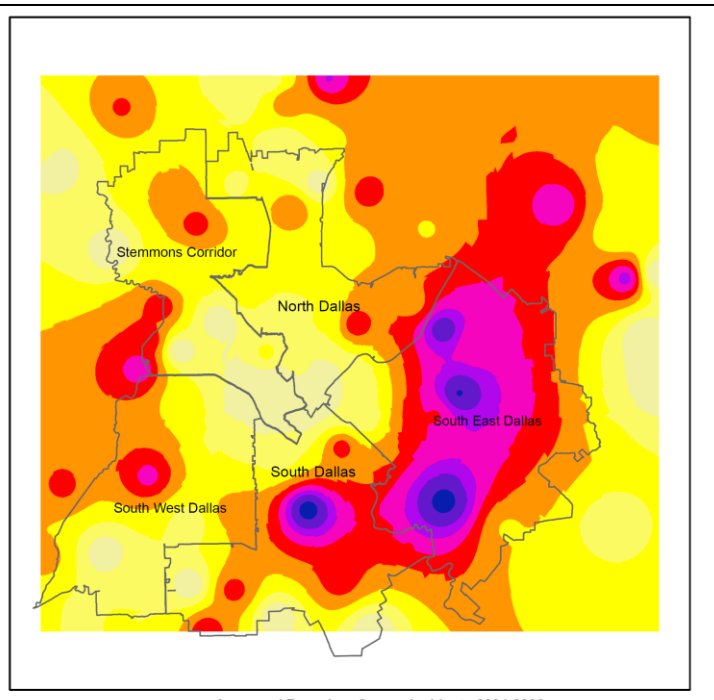 Stemmons Corridor
North Dallas
South East Dallas
South Dallas
South West Dallas